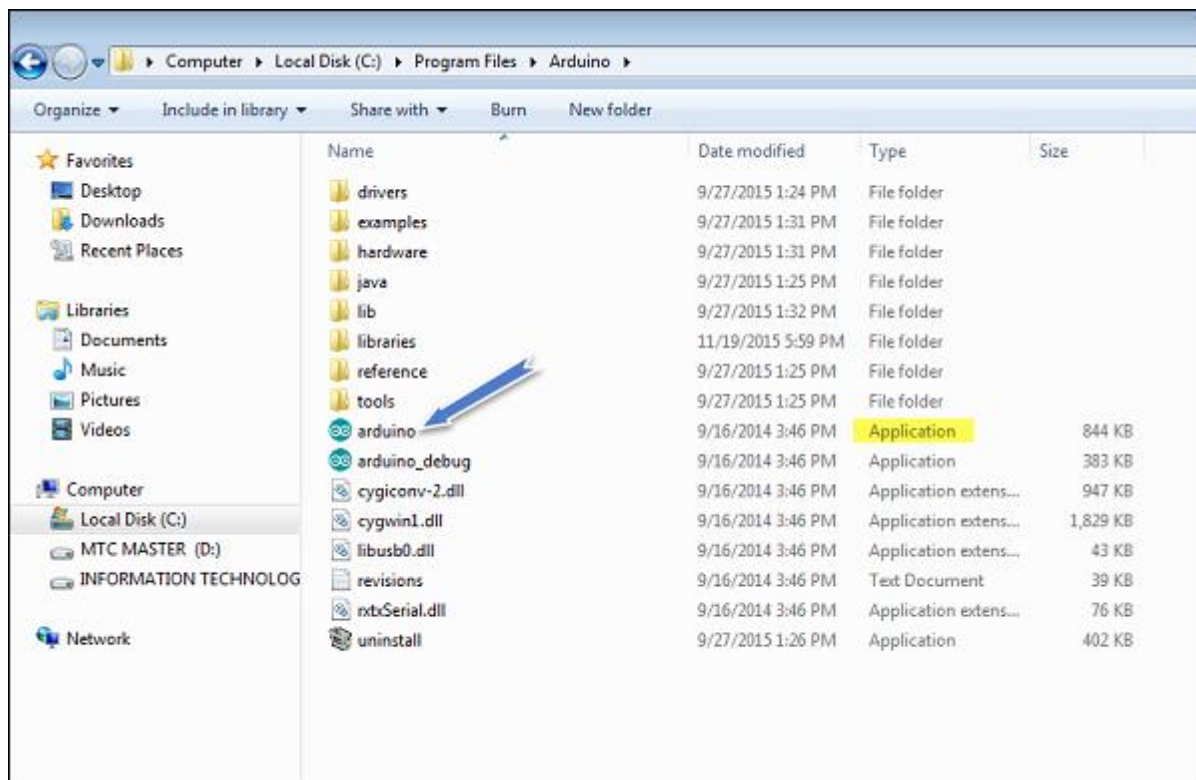 Computer Local Disk (C:) Program Files Arduino
Organize Include in library Share with Burn New folder
Favorites
Desktop
Downloads
Recent Places
Libraries
Documents
Music
Pictures
Videos
Computer
Local Disk (C:)
MTC MASTER (D:)
INFORMATION TECHNOLOG
Network
Name Date modified Type Size
drivers 9/27/2015 1:24 PM File folder
examples 9/27/2015 1:31 PM File folder
hardware 9/27/2015 1:31 PM File folder
java 9/27/2015 1:25 PM File folder
lib 9/27/2015 1:32 PM File folder
libraries 11/19/2015 5:59 PM File folder
reference 9/27/2015 1:25 PM File folder
tools 9/27/2015 1:25 PM File folder
arduino 9/16/2014 3:46 PM Application 844 KB
arduino_debug 9/16/2014 3:46 PM Application 383 KB
cygiconv-2.dll 9/16/2014 3:46 PM Application extens... 947 KB
cygwin1.dll 9/16/2014 3:46 PM Application extens... 1,829 KB
libusb0.dll 9/16/2014 3:46 PM Application extens... 43 KB
revisions 9/16/2014 3:46 PM Text Document 39 KB
rxtxSerial.dll 9/16/2014 3:46 PM Application extens... 76 KB
uninstall 9/27/2015 1:26 PM Application 402 KB